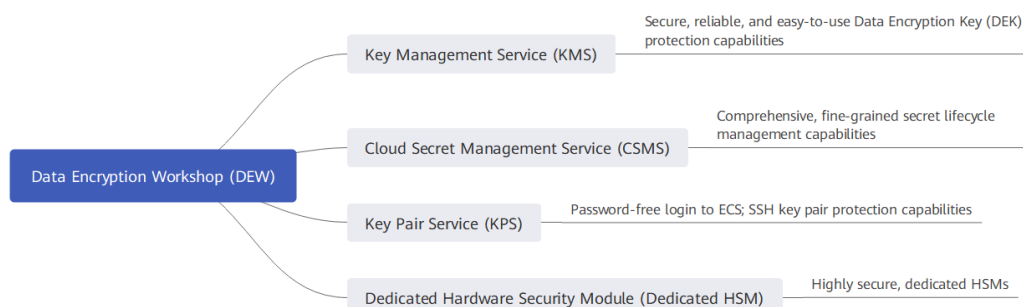 Secure, reliable, and easy-to-use Data Encryption Key (DEK)
protection capabilities
Key Management Service (KMS)
Comprehensive, fine-grained secret lifecycle
management capabilities
Cloud Secret Management Service (CSMS)
Data Encryption Workshop (DEW)
Password-free login to ECS; SSH key pair protection capabilities
Key Pair Service (KPS)
Highly secure, dedicated HSMs
Dedicated Hardware Security Module (Dedicated HSM)